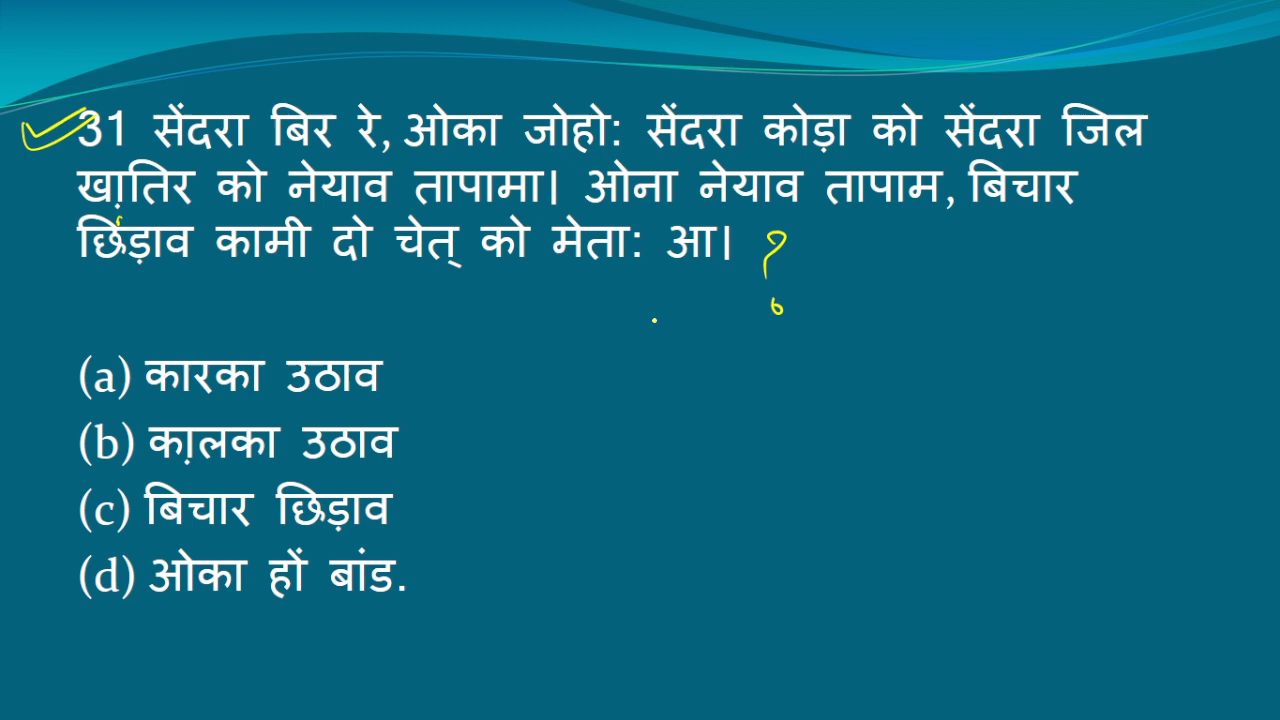 31 सेंदरा बिर रे, ओका जोहो: सेंदरा कोड़ा को सेंदरा जिल
खा़तिर को नेयाव तापामा। ओना नेयाव तापाम, बिचार
छिंड़ाव कामी दो चेत् को मेता: आ। ?
(a) कारका उठाव
(b) का़लका उठाव
(c) बिचार छिड़ाव
(d) ओका हों बांड.